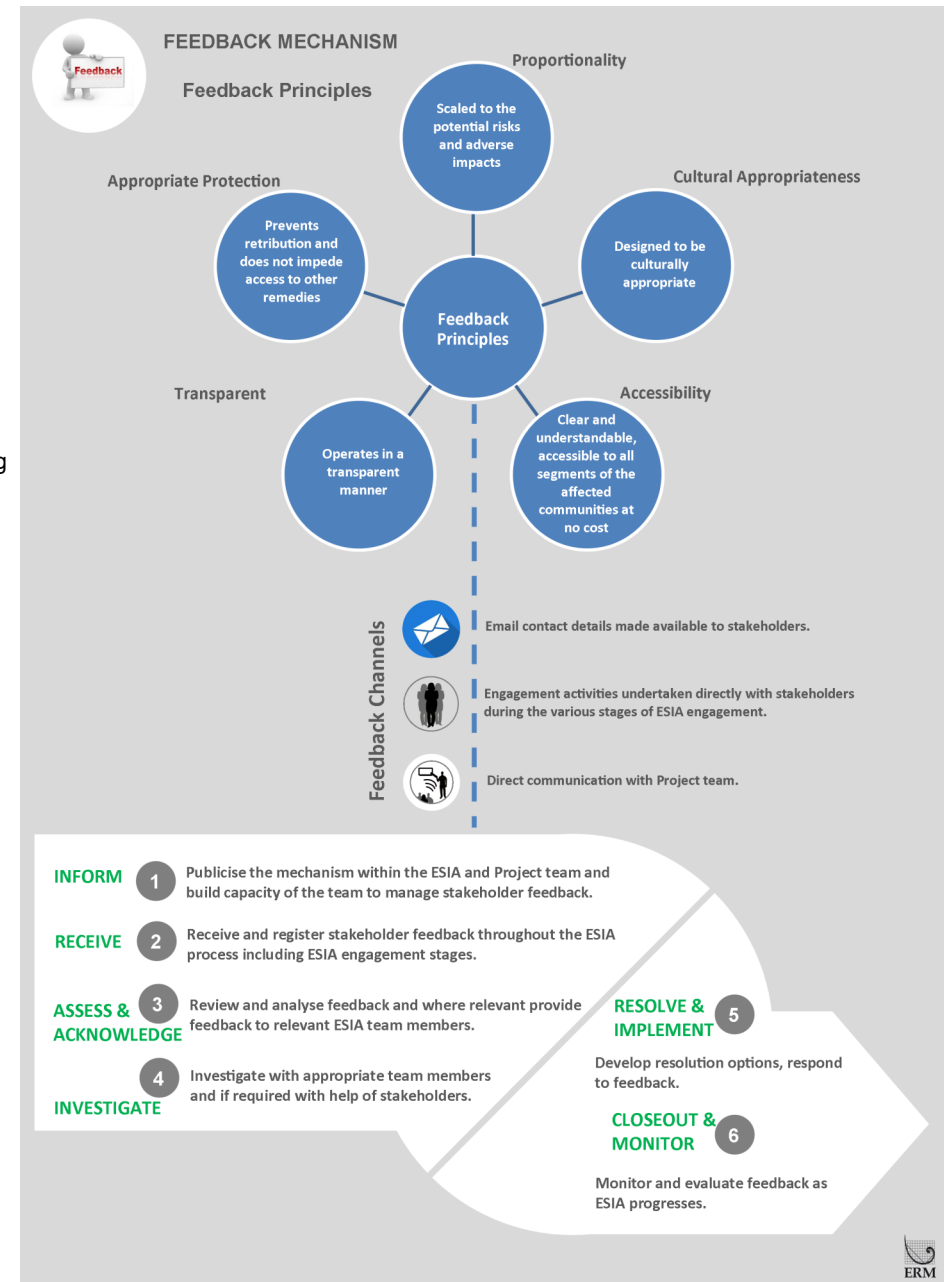 FEEDBACK MECHANISM
Feedback Principles
Feedback
Proportionality
Scaled to the
potential risks
and adverse
impacts
Appropriate Protection
Prevents
retribution and
does not impede
access to other
remedies
Cultural Appropriateness
Designed to be
culturally
appropriate
Feedback
Principles
Transparent
Operates in a
transparent
manner
Accessibility
Clear and
understandable,
accessible to all
segments of the
affected
communities at
no cost
g
Feedback Channels
Email contact details made available to stakeholders.
Engagement activities undertaken directly with stakeholders
during the various stages of ESIA engagement.
Direct communication with Project team.
INFORM
1
Publicise the mechanism within the ESIA and Project team and
build capacity of the team to manage stakeholder feedback.
RECEIVE
2
Receive and register stakeholder feedback throughout the ESIA
process including ESIA engagement stages.
ASSESS &
ACKNOWLEDGE
3
Review and analyse feedback and where relevant provide
feedback to relevant ESIA team members.
INVESTIGATE
4
Investigate with appropriate team members
and if required with help of stakeholders.
RESOLVE &
IMPLEMENT
5
Develop resolution options, respond
to feedback.
CLOSEOUT &
MONITOR
6
Monitor and evaluate feedback as
ESIA progresses.
ERM